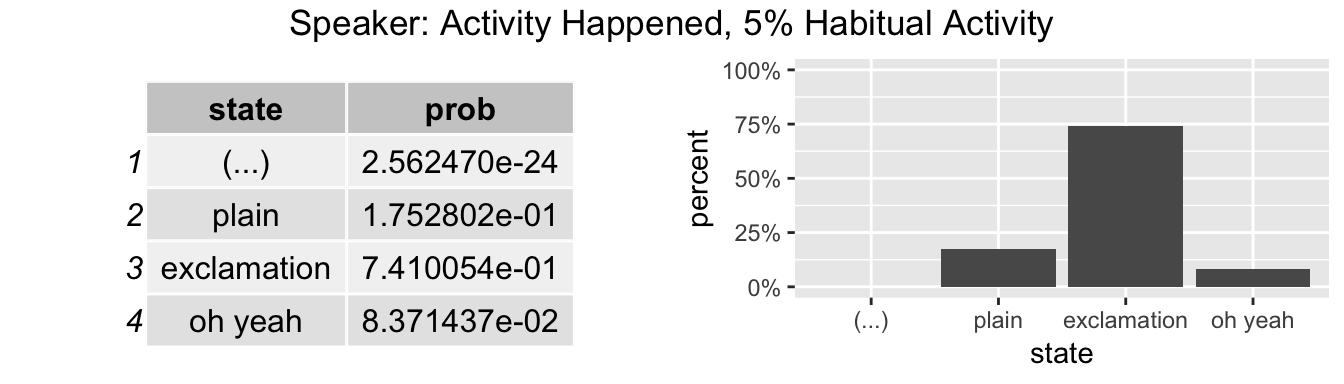 Speaker: Activity Happened, 5% Habitual Activity
state prob
1 (...) 2.562470e-24
2 plain 1.752802e-01
3 exclamation 7.410054e-01
4 oh yeah 8.371437e-02
100%
75%
50%
25%
0%
percent
(...) plain exclamation oh yeah
state